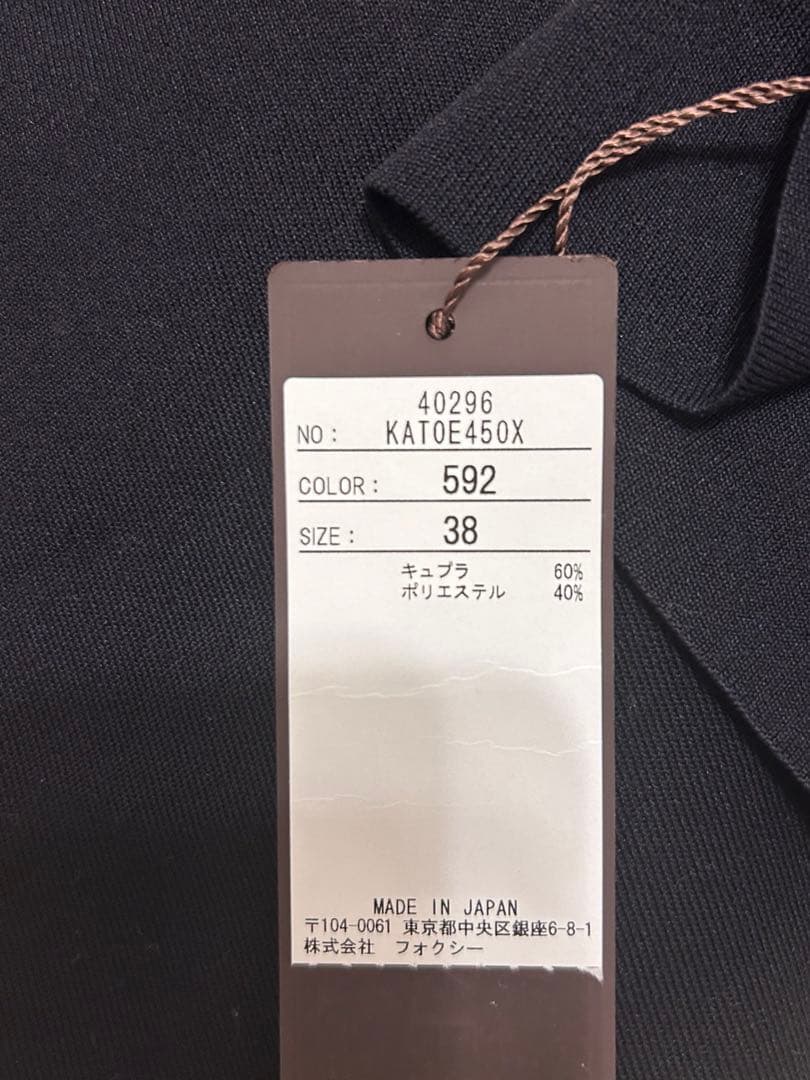 40296
NO: KAT0E450X
COLOR: 592
SIZE: 38
キュプラ 60%
ポリエステル 40%
MADE IN JAPAN
〒104-0061 東京都中央区銀座6-8-1
株式会社 フォクシー